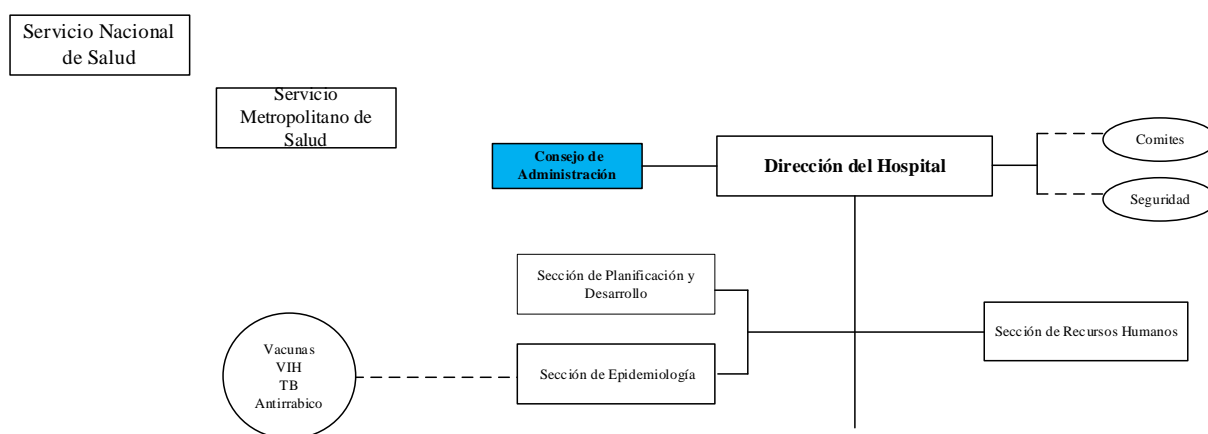 Servicio Nacional
de Salud
Servicio
Metropolitano de
Salud
Consejo de
Administración
Dirección del Hospital
Comites
Seguridad
Sección de Planificación y
Desarrollo
Sección de Recursos Humanos
Vacunas
VIH
TB
Antirrabico
Sección de Epidemiología